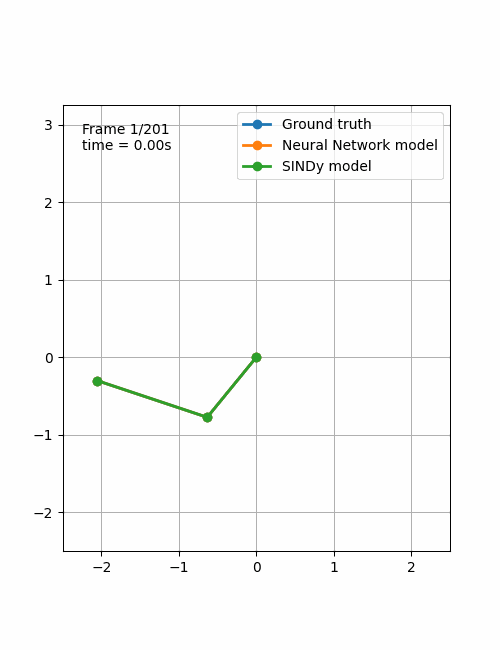 Frame 1/201
time = 0.00s
Ground truth
Neural Network model
SINDy model
3
2
1
0
−1
−2
−2
−1
0
1
2